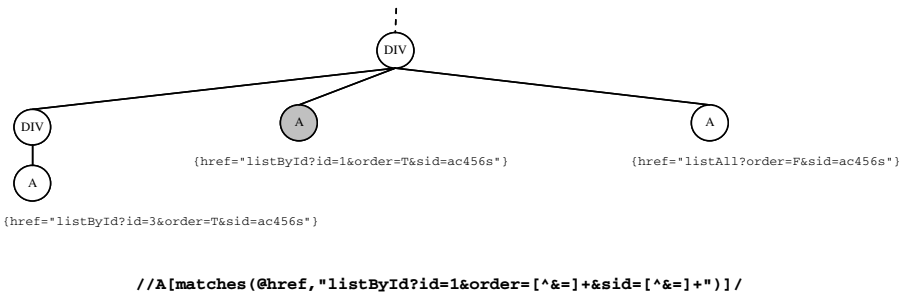 DIV
DIV
A
A
{href="listById?id=1&order=T&sid=ac456s"}
{href="listAll?order=F&sid=ac456s"}
A
{href="listById?id=3&order=T&sid=ac456s"}
//A[matches(@href,"listById?id=1&order=[^&=]+&sid=[^&=]+")]/